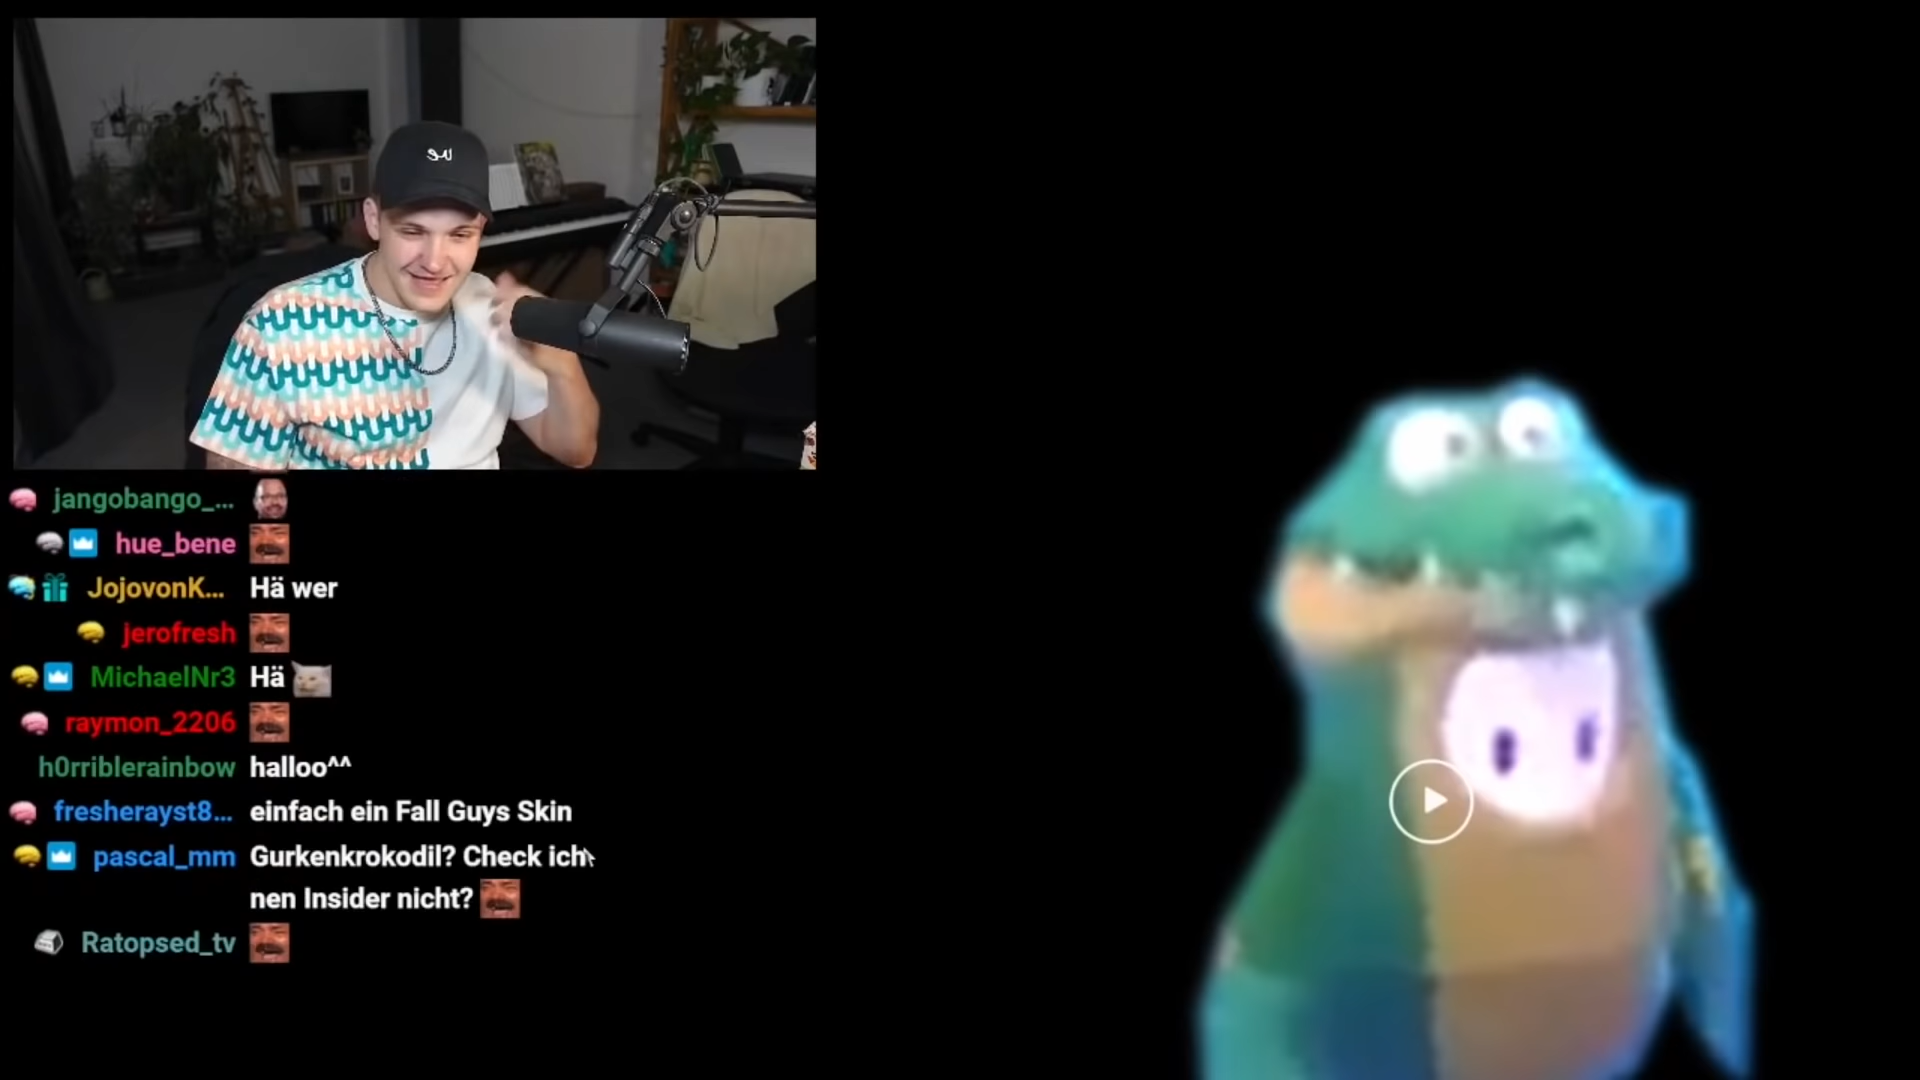 jangobango_...
hue_bene
JojovonK... Hä wer
jerofresh
MichaelNr3 Hä
raymon_2206
h0rriblerainbow halloo^^
fresherayst8... einfach ein Fall Guys Skin
pascal_mm Gurkenkrokodil? Check ich
nen Insider nicht?
Ratopsed_tv